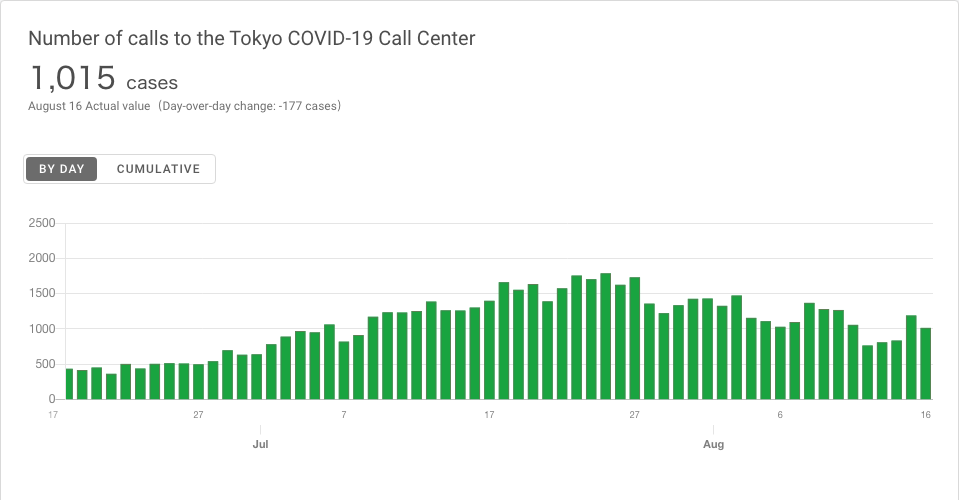 Number of calls to the Tokyo COVID-19 Call Center
1,015 cases
August 16 Actual value（Day-over-day change: -177 cases）
BY DAY CUMULATIVE
2500
2000
1500
1000
500
0
17 27 7 17 27 6 16
Jul Aug